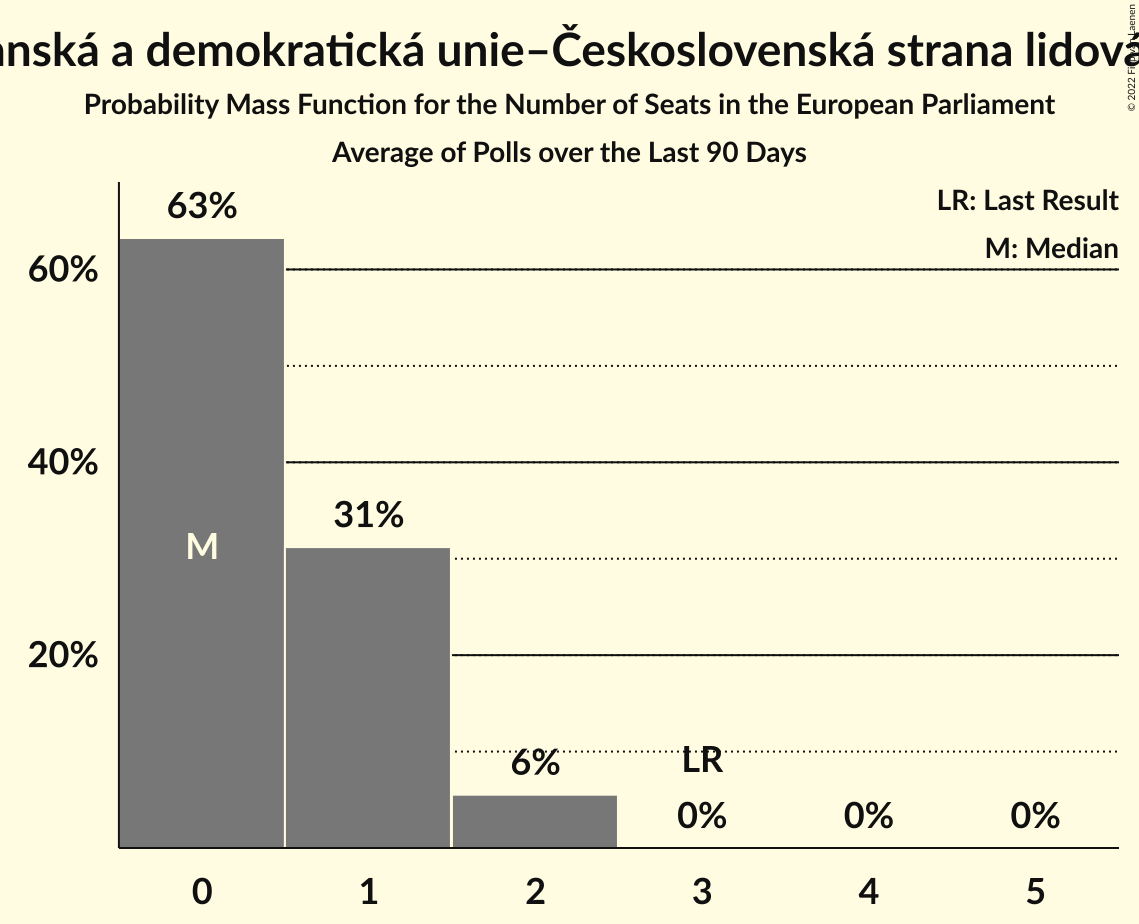 nská a demokratická unie–Československá strana lidov
Probability Mass Function for the Number of Seats in the European Parliament
Average of Polls over the Last 90 Days
© 2022 Laenen
LR: Last Result
M: Median
63%
60%
40%
31%
M
20%
6%
LR
0%
0%
0%
0
1
2
3
4
5